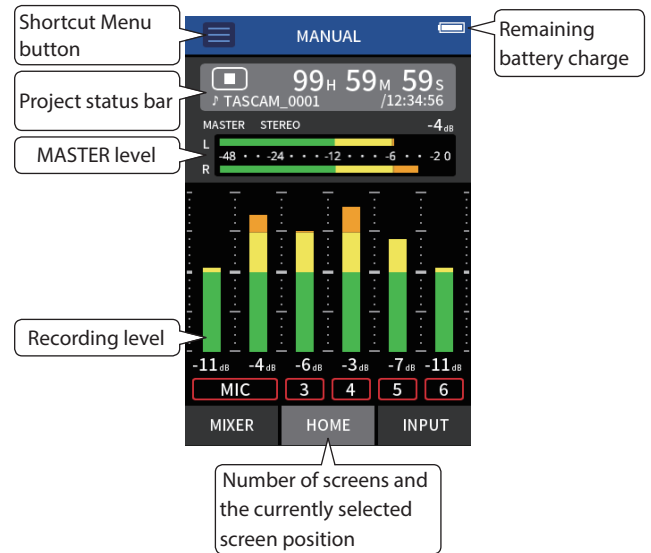 Shortcut Menu
button
Remaining
battery charge
MANUAL
Project status bar
99H 59M 59S
♪ TASCAM_0001 /12:34:56
MASTER STEREO -4dB
MASTER level
L
-48 · · -24 · · · -12 · · · -6 · · -2 0
R
Recording level
-11dB -4dB -6dB -3dB -7dB -11dB
MIC 3 4 5 6
MIXER HOME INPUT
Number of screens and
the currently selected
screen position